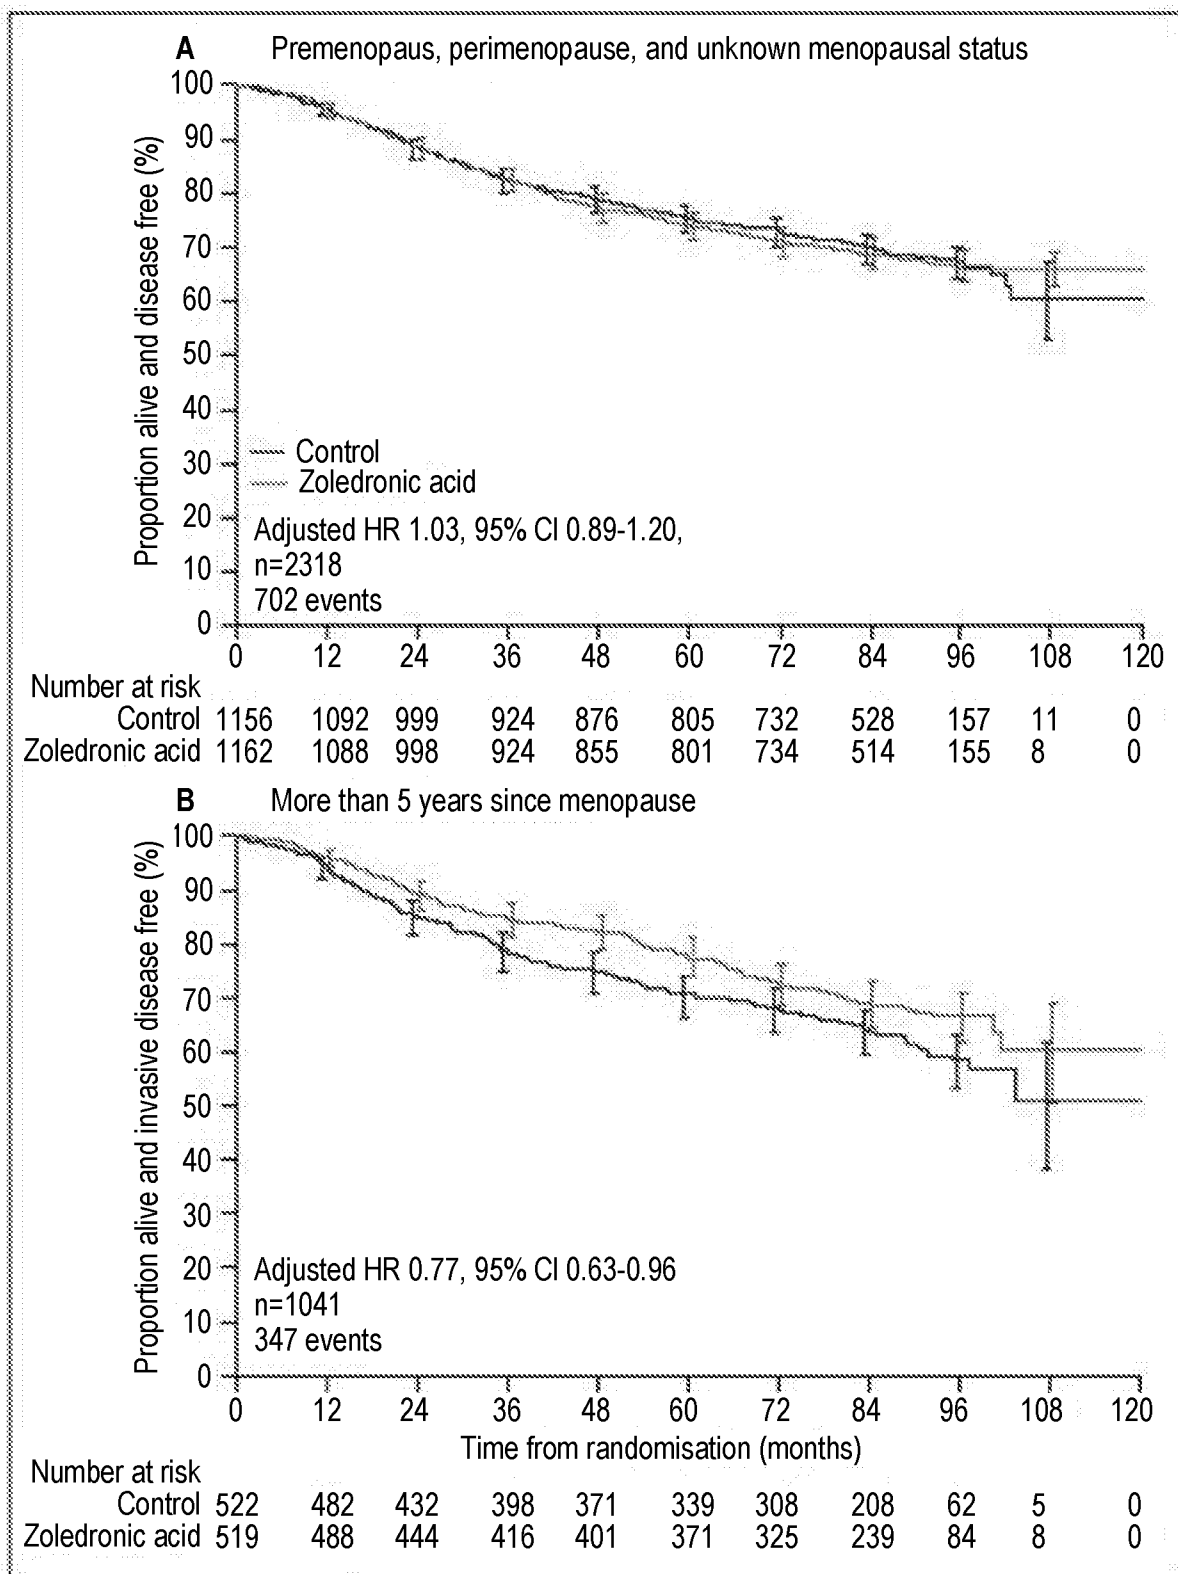 A Premenopaus, perimenopause, and unknown menopausal status
Proportion alive and disease free (%)
100
90
80
70
60
50
40
30
20
10
0
Control
Zoledronic acid
Adjusted HR 1.03, 95% CI 0.89-1.20,
n=2318
702 events
0 12 24 36 48 60 72 84 96 108 120
Number at risk
Control 1156 1092 999 924 876 805 732 528 157 11 0
Zoledronic acid 1162 1088 998 924 855 801 734 514 155 8 0
B More than 5 years since menopause
Proportion alive and invasive disease free (%)
100
90
80
70
60
50
40
30
20
10
0
Adjusted HR 0.77, 95% CI 0.63-0.96
n=1041
347 events
0 12 24 36 48 60 72 84 96 108 120
Time from randomisation (months)
Number at risk
Control 522 482 432 398 371 339 308 208 62 5 0
Zoledronic acid 519 488 444 416 401 371 325 239 84 8 0